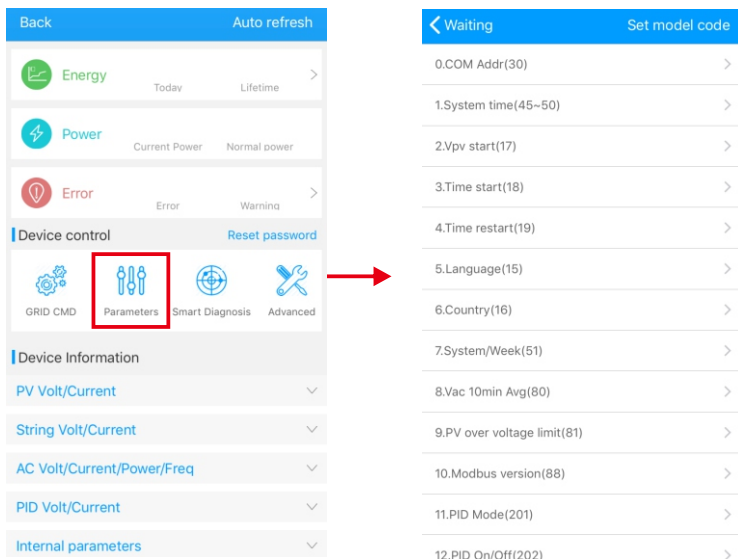 Back Auto refresh
Energy
Today Lifetime
Power
Current Power Normal power
Error
Error Warning
Device control Reset password
GRID CMD Parameters Smart Diagnosis Advanced
Device Information
PV Volt/Current
String Volt/Current
AC Volt/Current/Power/Freq
PID Volt/Current
Internal parameters
Waiting Set model code
0.COM Addr(30)
1.System time(45~50)
2.Vpv start(17)
3.Time start(18)
4.Time restart(19)
5.Language(15)
6.Country(16)
7.System/Week(51)
8.Vac 10min Avg(80)
9.PV over voltage limit(81)
10.Modbus version(88)
11.PID Mode(201)
12.PID On/Off(202)